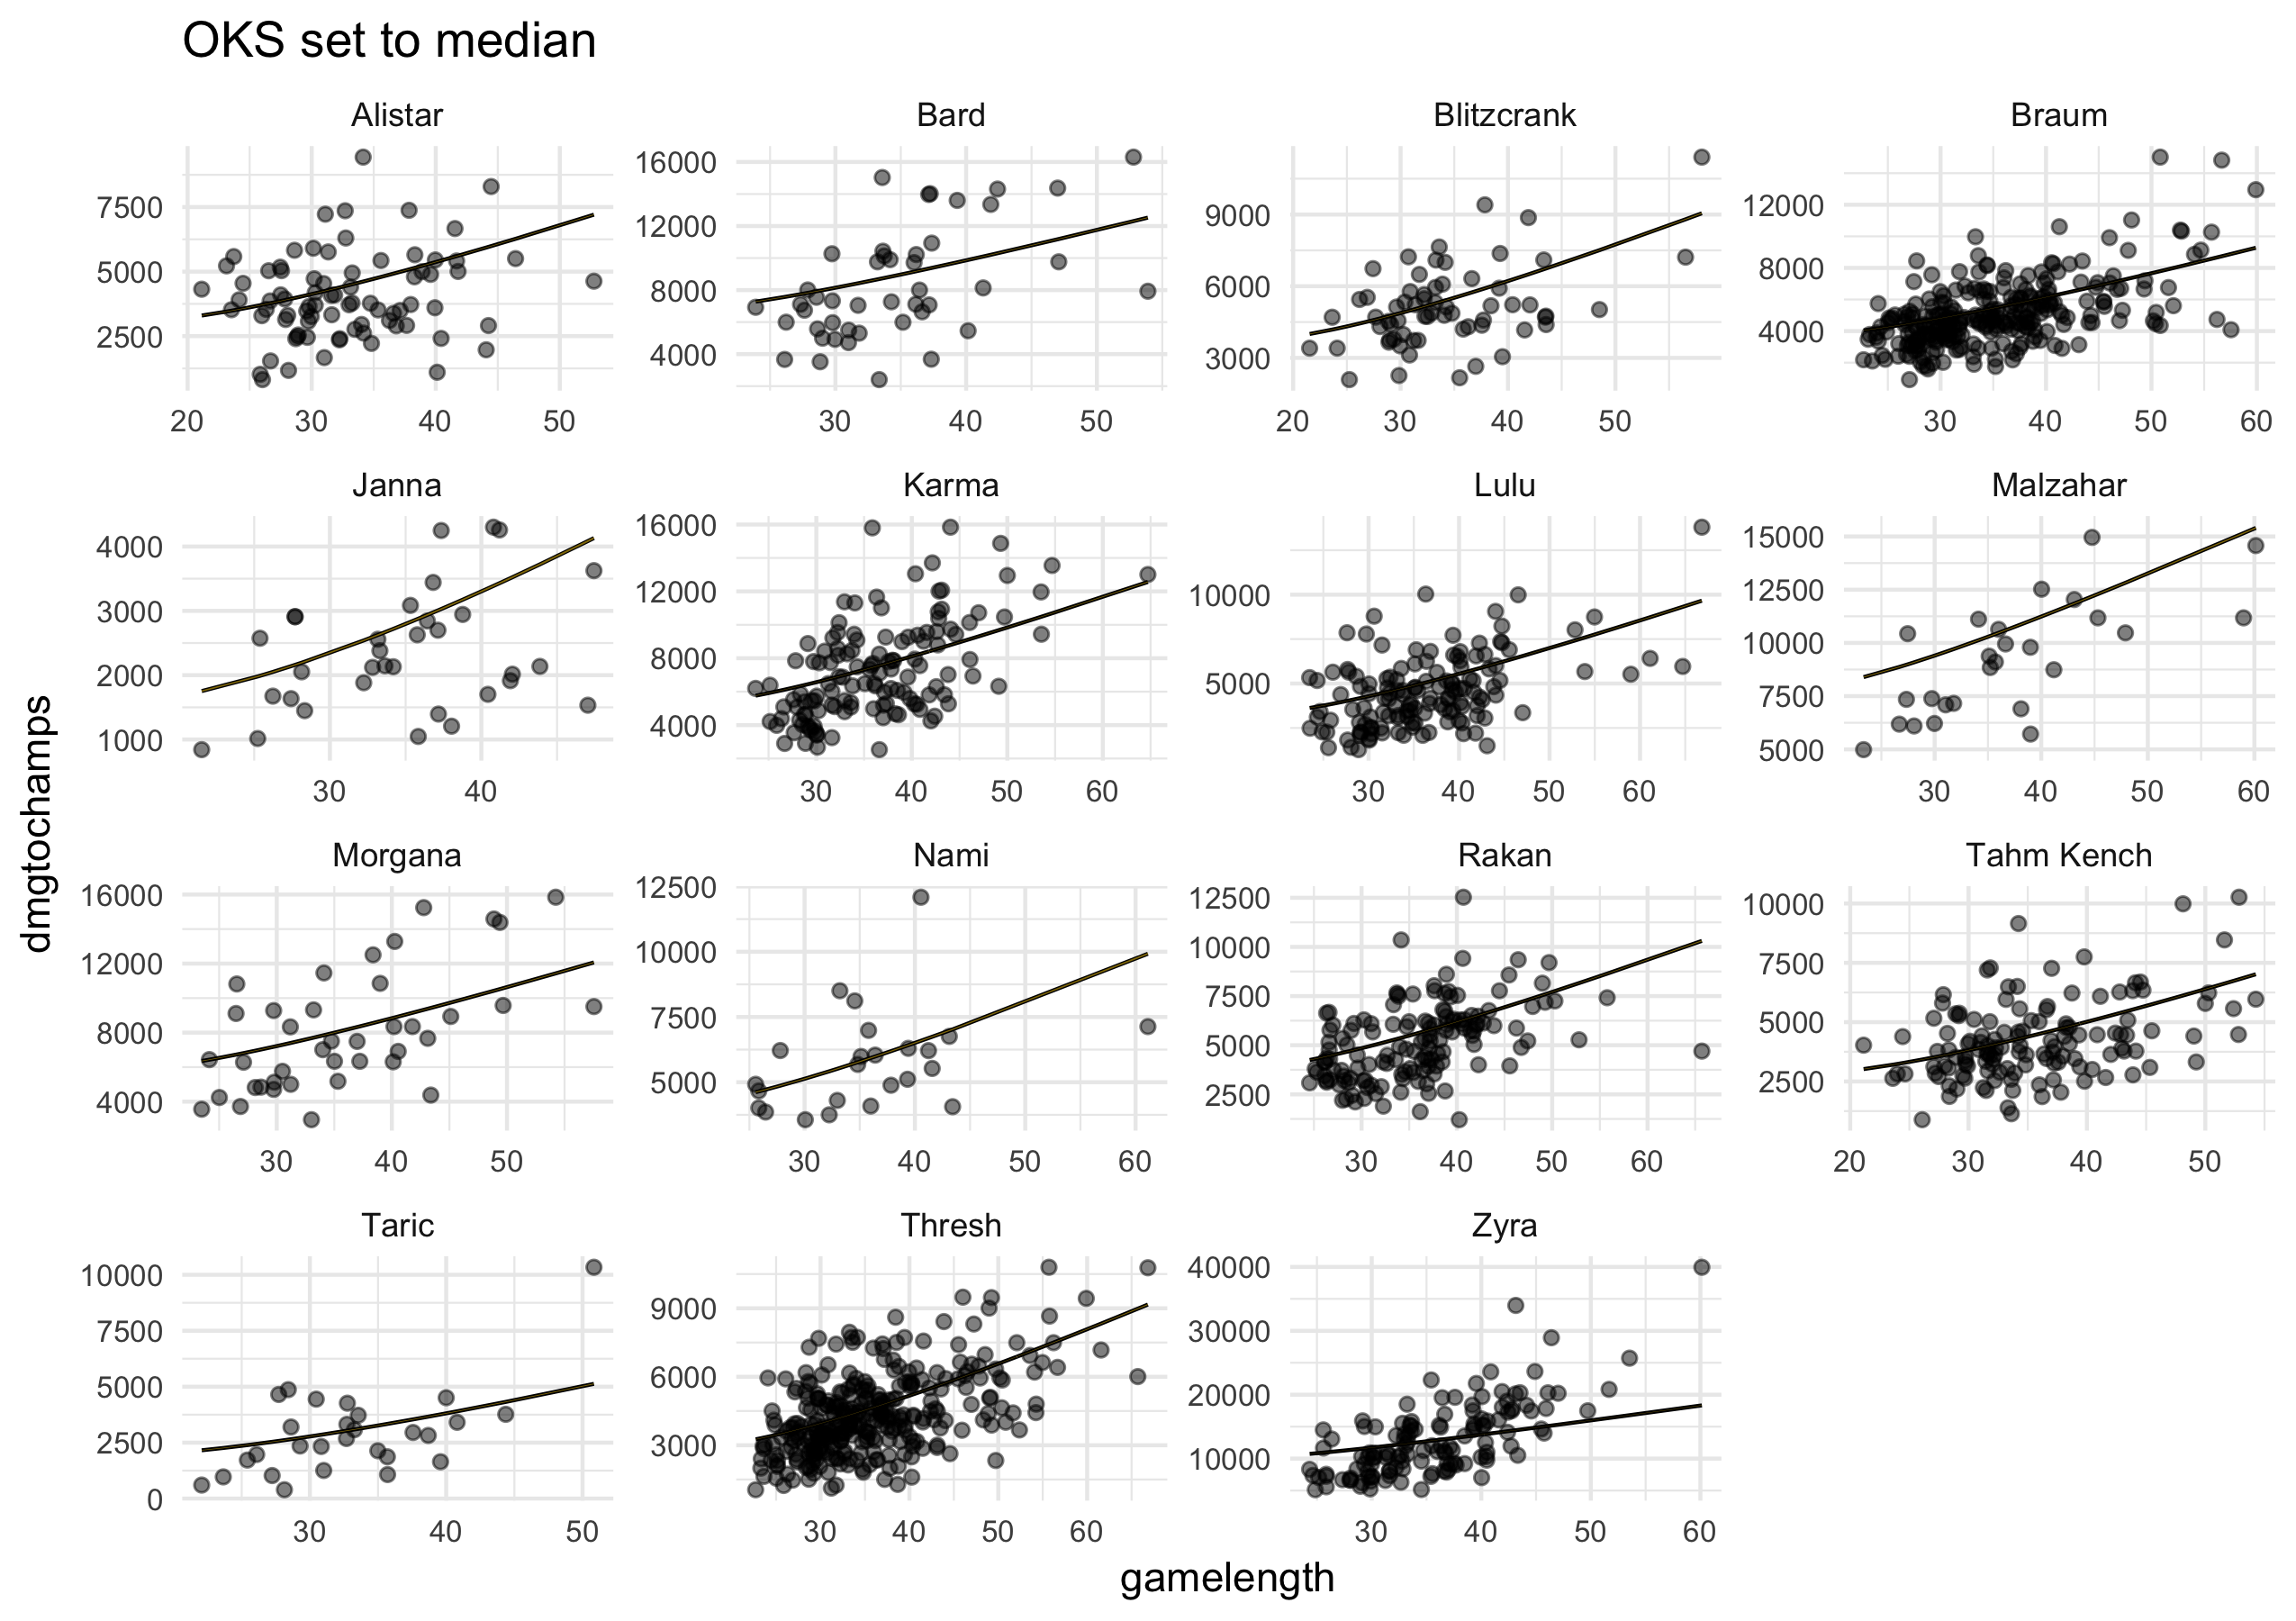 OKS set to median
Alistar Bard Blitzcrank Braum
7500 5000 2500
16000 12000 8000 4000
9000 6000 3000
12000 8000 4000
20 30 40 50
30 40 50
20 30 40 50
30 40 50 60
Janna Karma Lulu Malzahar
4000 3000 2000 1000
16000 12000 8000 4000
10000 5000
15000 12500 10000 7500 5000
30 40
30 40 50 60
30 40 50 60
30 40 50 60
Morgana Nami Rakan Tahm Kench
16000 12000 8000 4000
12500 10000 7500 5000
12500 10000 7500 5000 2500
10000 7500 5000 2500
30 40 50
30 40 50 60
30 40 50 60
20 30 40 50
Taric Thresh Zyra
10000 7500 5000 2500 0
9000 6000 3000
40000 30000 20000 10000
30 40 50
30 40 50 60
30 40 50 60
dmgtochamps
gamelength